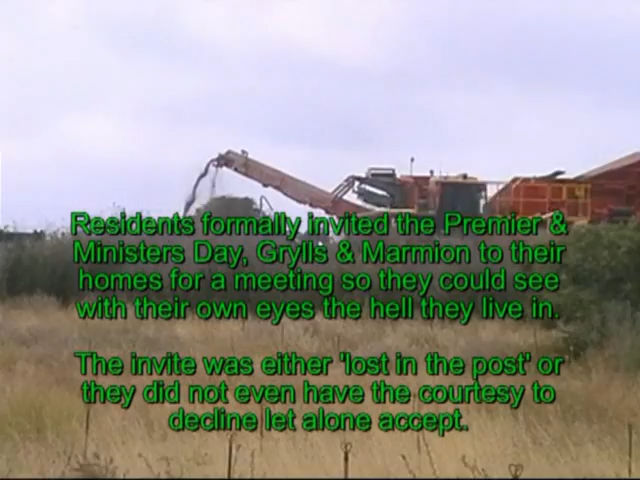 Residents formally invited the Premier &
Ministers Day, Grylls & Marmion to their
homes for a meeting so they could see
with their own eyes the hell they live in.
The invite was either 'lost in the post' or
they did not even have the courtesy to
decline let alone accept.